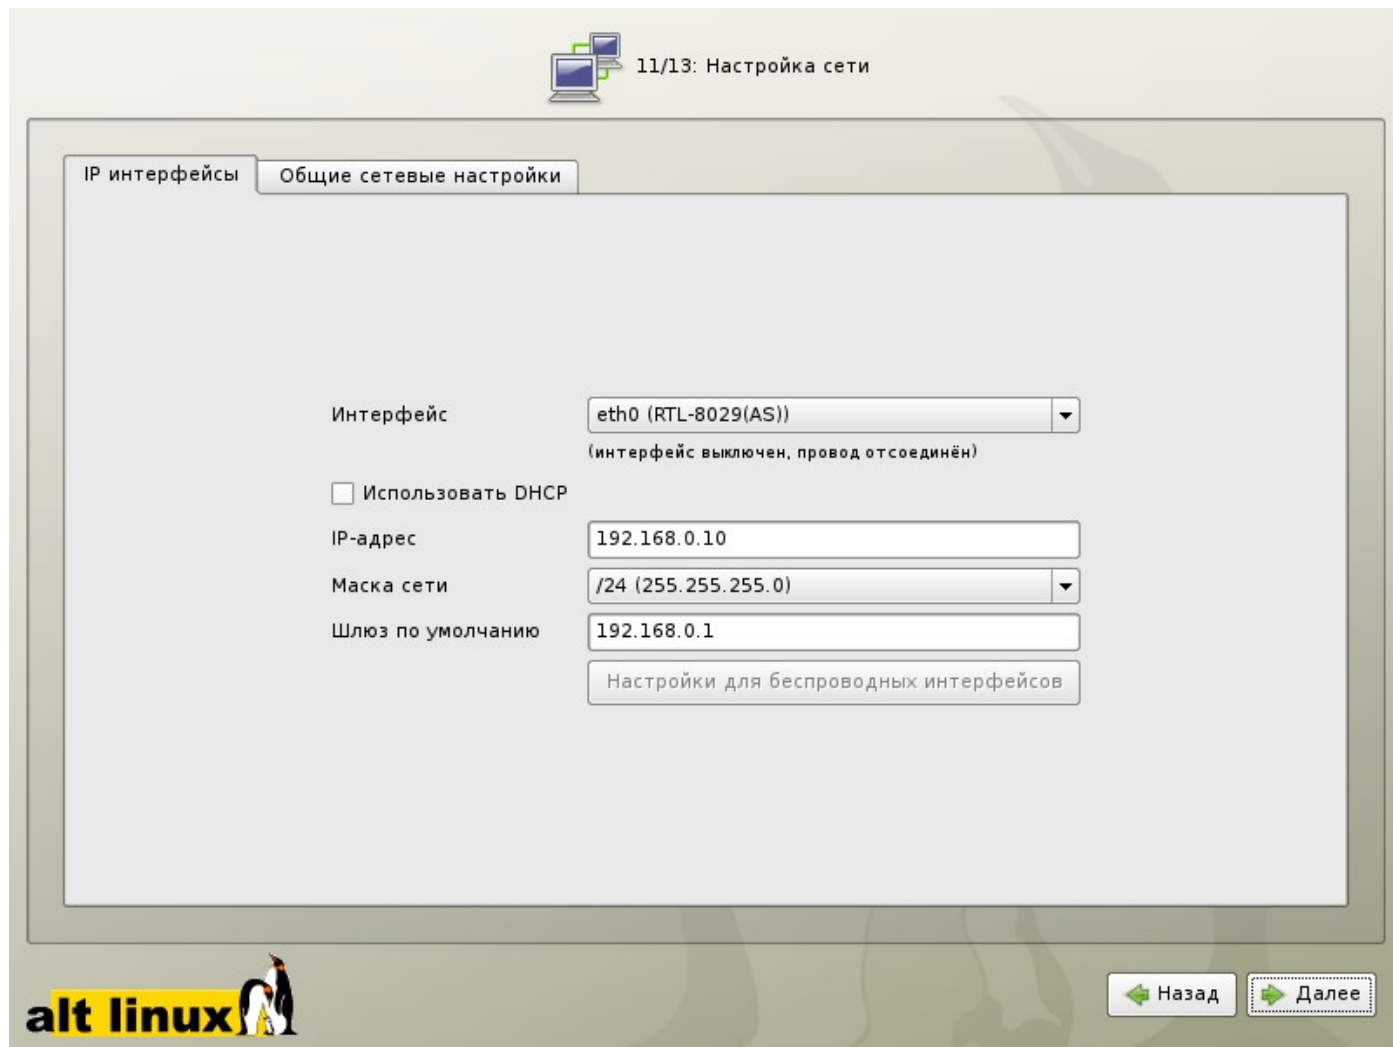 11/13: Настройка сети
IP интерфейсы
Общие сетевые настройки
Интерфейс
eth0 (RTL-8029(AS))
(интерфейс выключен, провод отсоединён)
Использовать DHCP
IP-адрес
192.168.0.10
Маска сети
/24 (255.255.255.0)
Шлюз по умолчанию
192.168.0.1
Настройки для беспроводных интерфейсов
alt linux
Назад
Далее